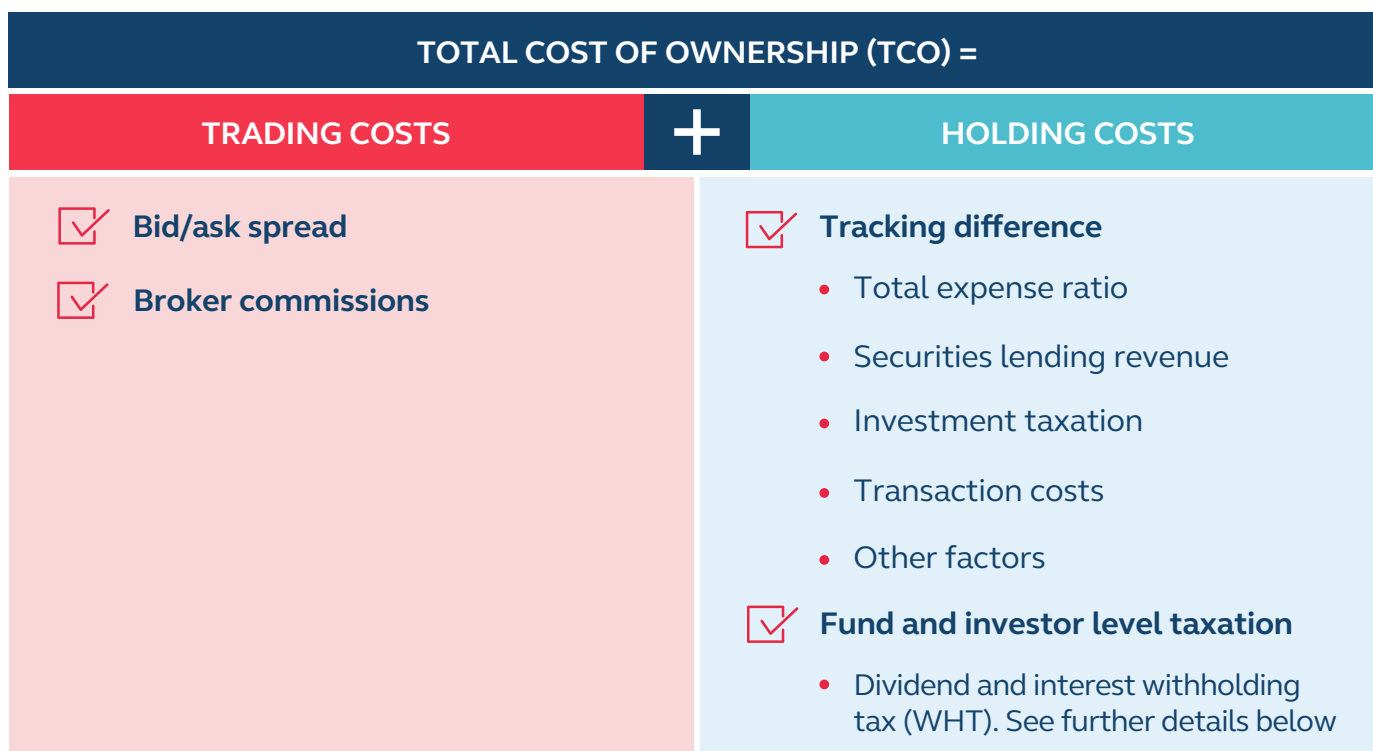 TOTAL COST OF OWNERSHIP (TCO) =
TRADING COSTS
+
HOLDING COSTS
Bid/ask spread
Broker commissions
Tracking difference
• Total expense ratio
• Securities lending revenue
• Investment taxation
• Transaction costs
• Other factors
Fund and investor level taxation
• Dividend and interest withholding
tax (WHT). See further details below